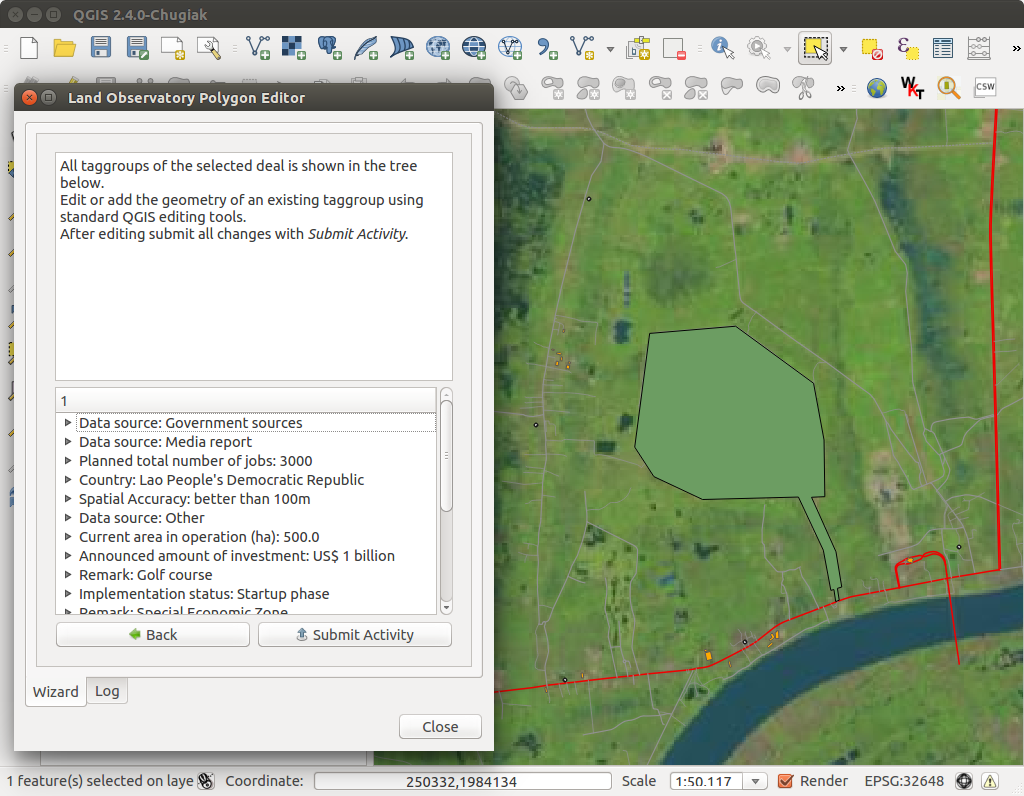 QGIS 2.4.0-Chugiak
Land Observatory Polygon Editor
WKT
CSW
All taggroups of the selected deal is shown in the tree
below.
Edit or add the geometry of an existing taggroup using
standard QGIS editing tools.
After editing submit all changes with Submit Activity.
1
Data source: Government sources
Data source: Media report
Planned total number of jobs: 3000
Country: Lao People's Democratic Republic
Spatial Accuracy: better than 100m
Data source: Other
Current area in operation (ha): 500.0
Announced amount of investment: US$ 1 billion
Remark: Golf course
Implementation status: Startup phase
Remark: Special Economic Zone
Back
Submit Activity
Wizard
Log
Close
1 feature(s) selected on laye
Coordinate:
250332,1984134
Scale
1:50.117
Render
EPSG:32648